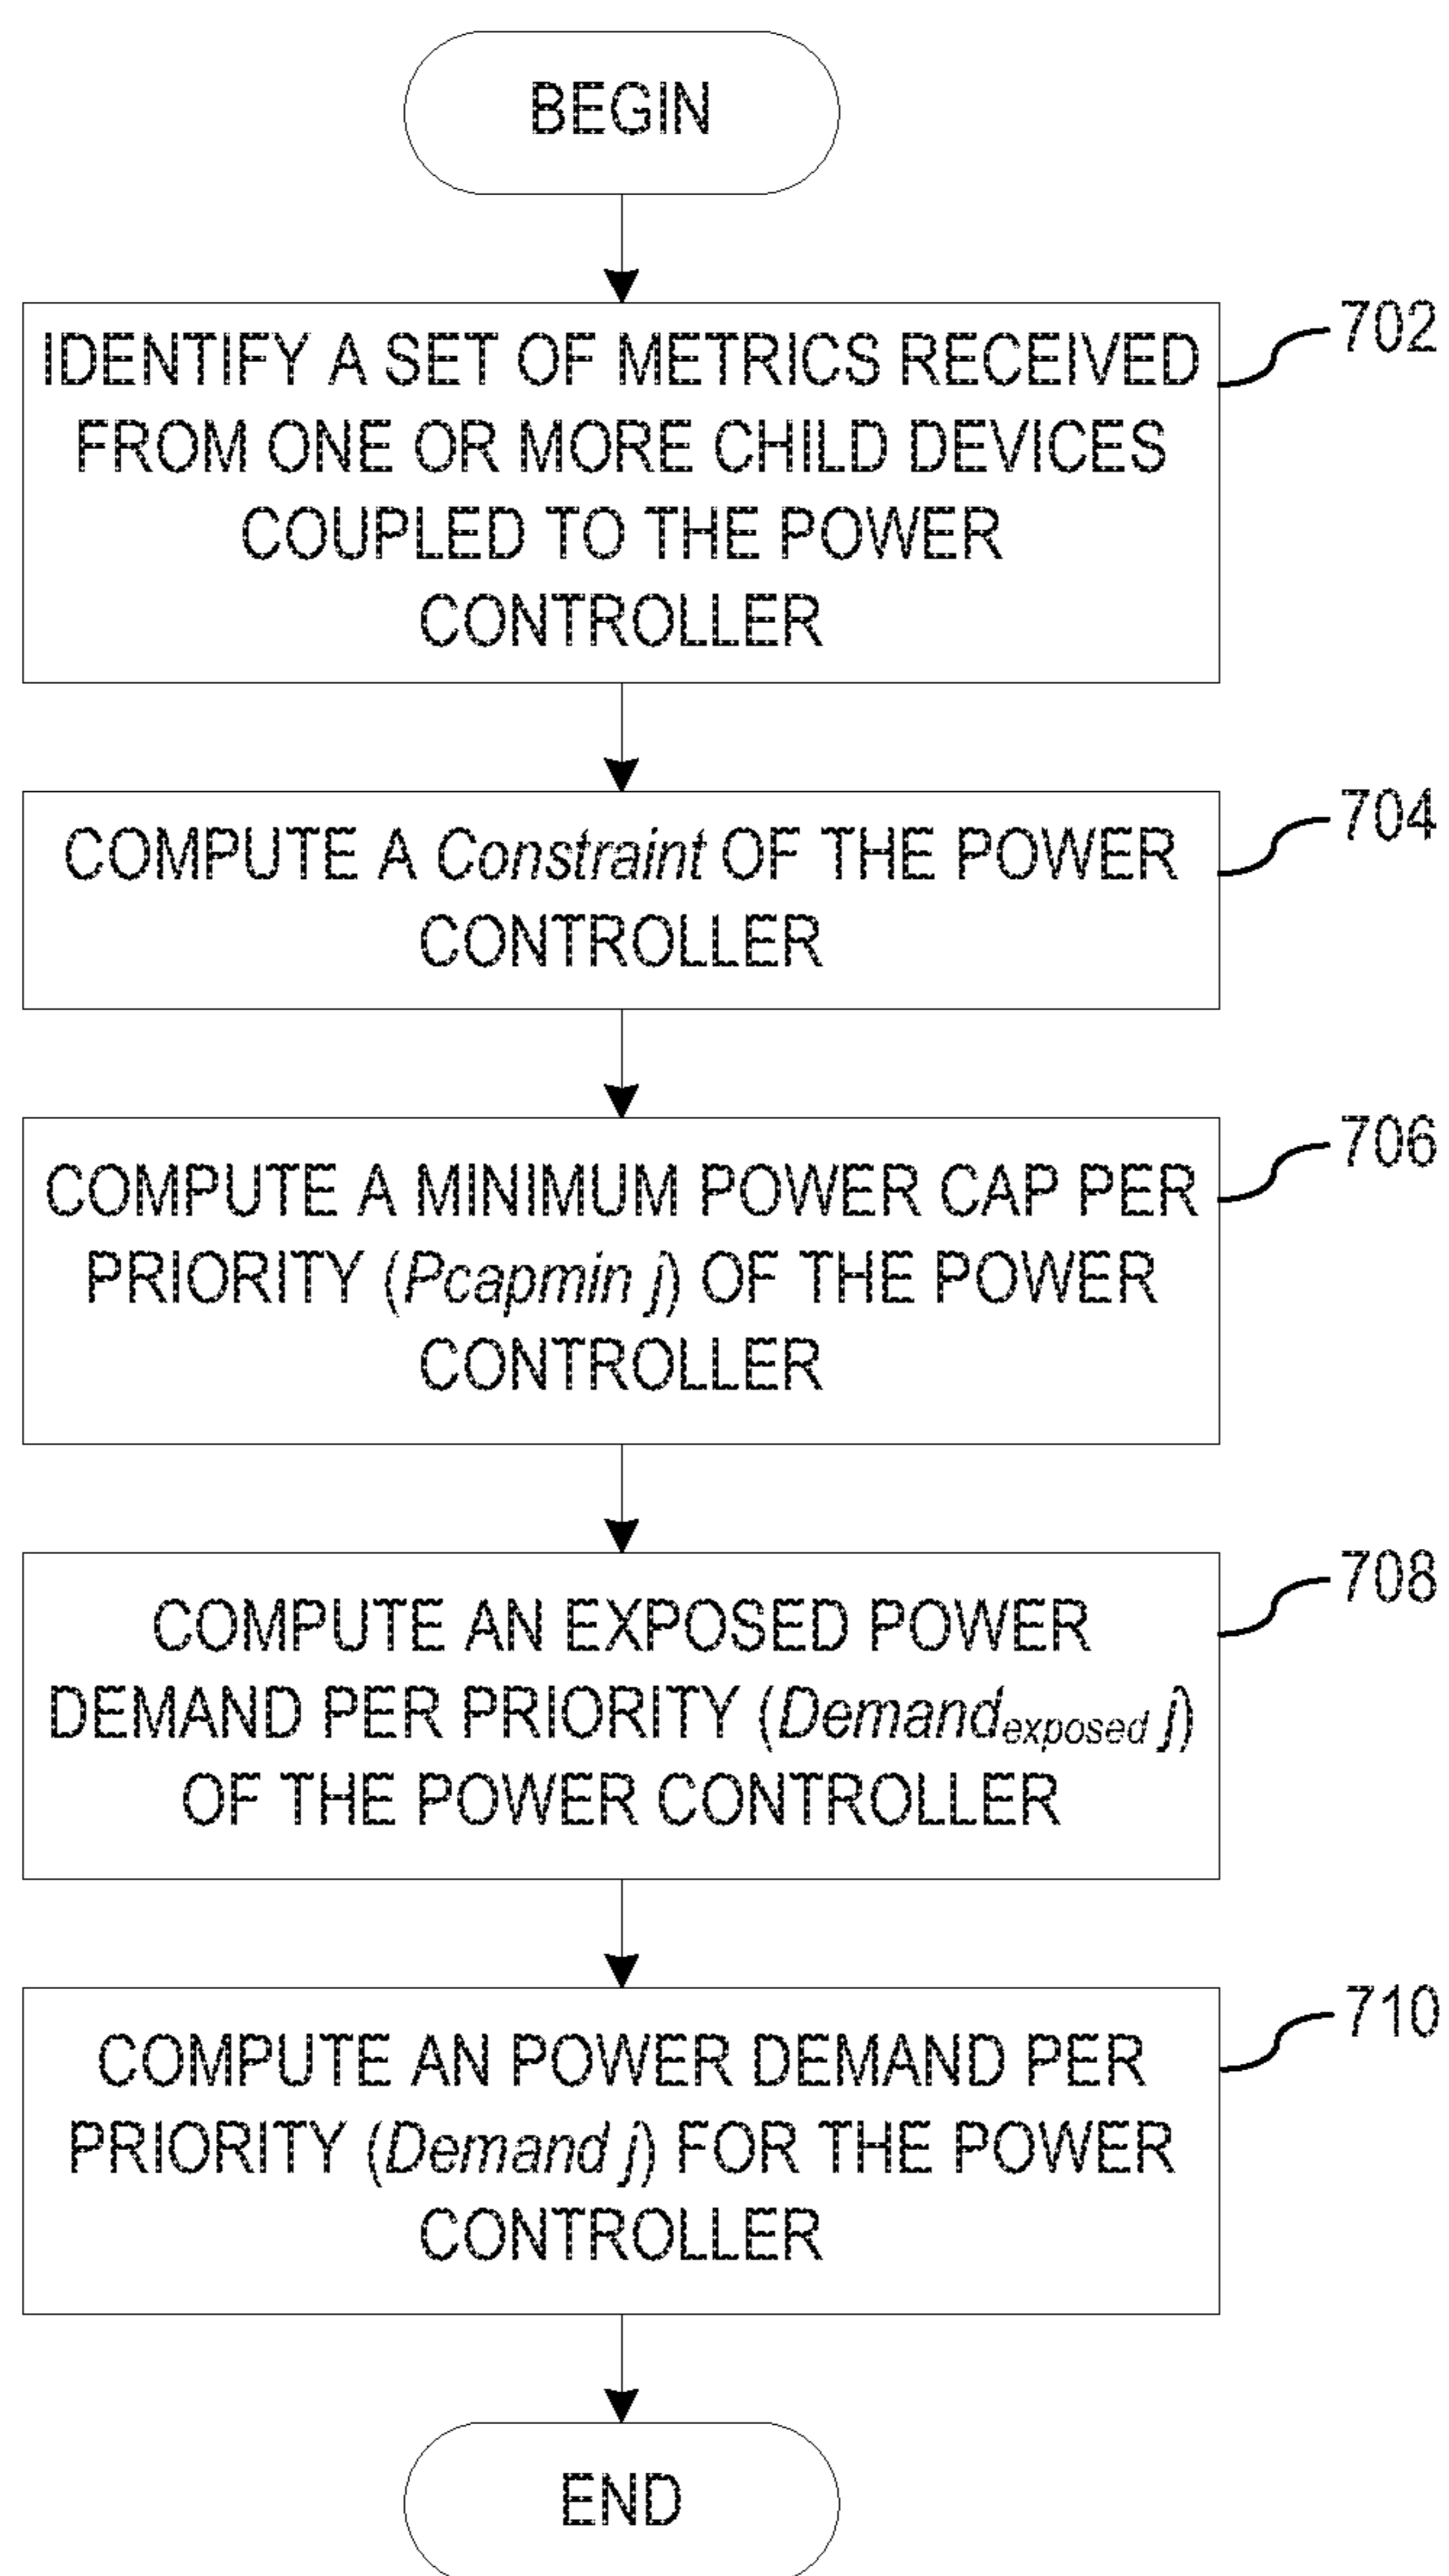 BEGIN
IDENTIFY A SET OF METRICS RECEIVED
FROM ONE OR MORE CHILD DEVICES
COUPLED TO THE POWER
CONTROLLER
702
COMPUTE A Constraint OF THE POWER
CONTROLLER
704
COMPUTE A MINIMUM POWER CAP PER
PRIORITY (Pcapmin j) OF THE POWER
CONTROLLER
706
COMPUTE AN EXPOSED POWER
DEMAND PER PRIORITY (Demandexposed j)
OF THE POWER CONTROLLER
708
COMPUTE AN POWER DEMAND PER
PRIORITY (Demand j) FOR THE POWER
CONTROLLER
710
END